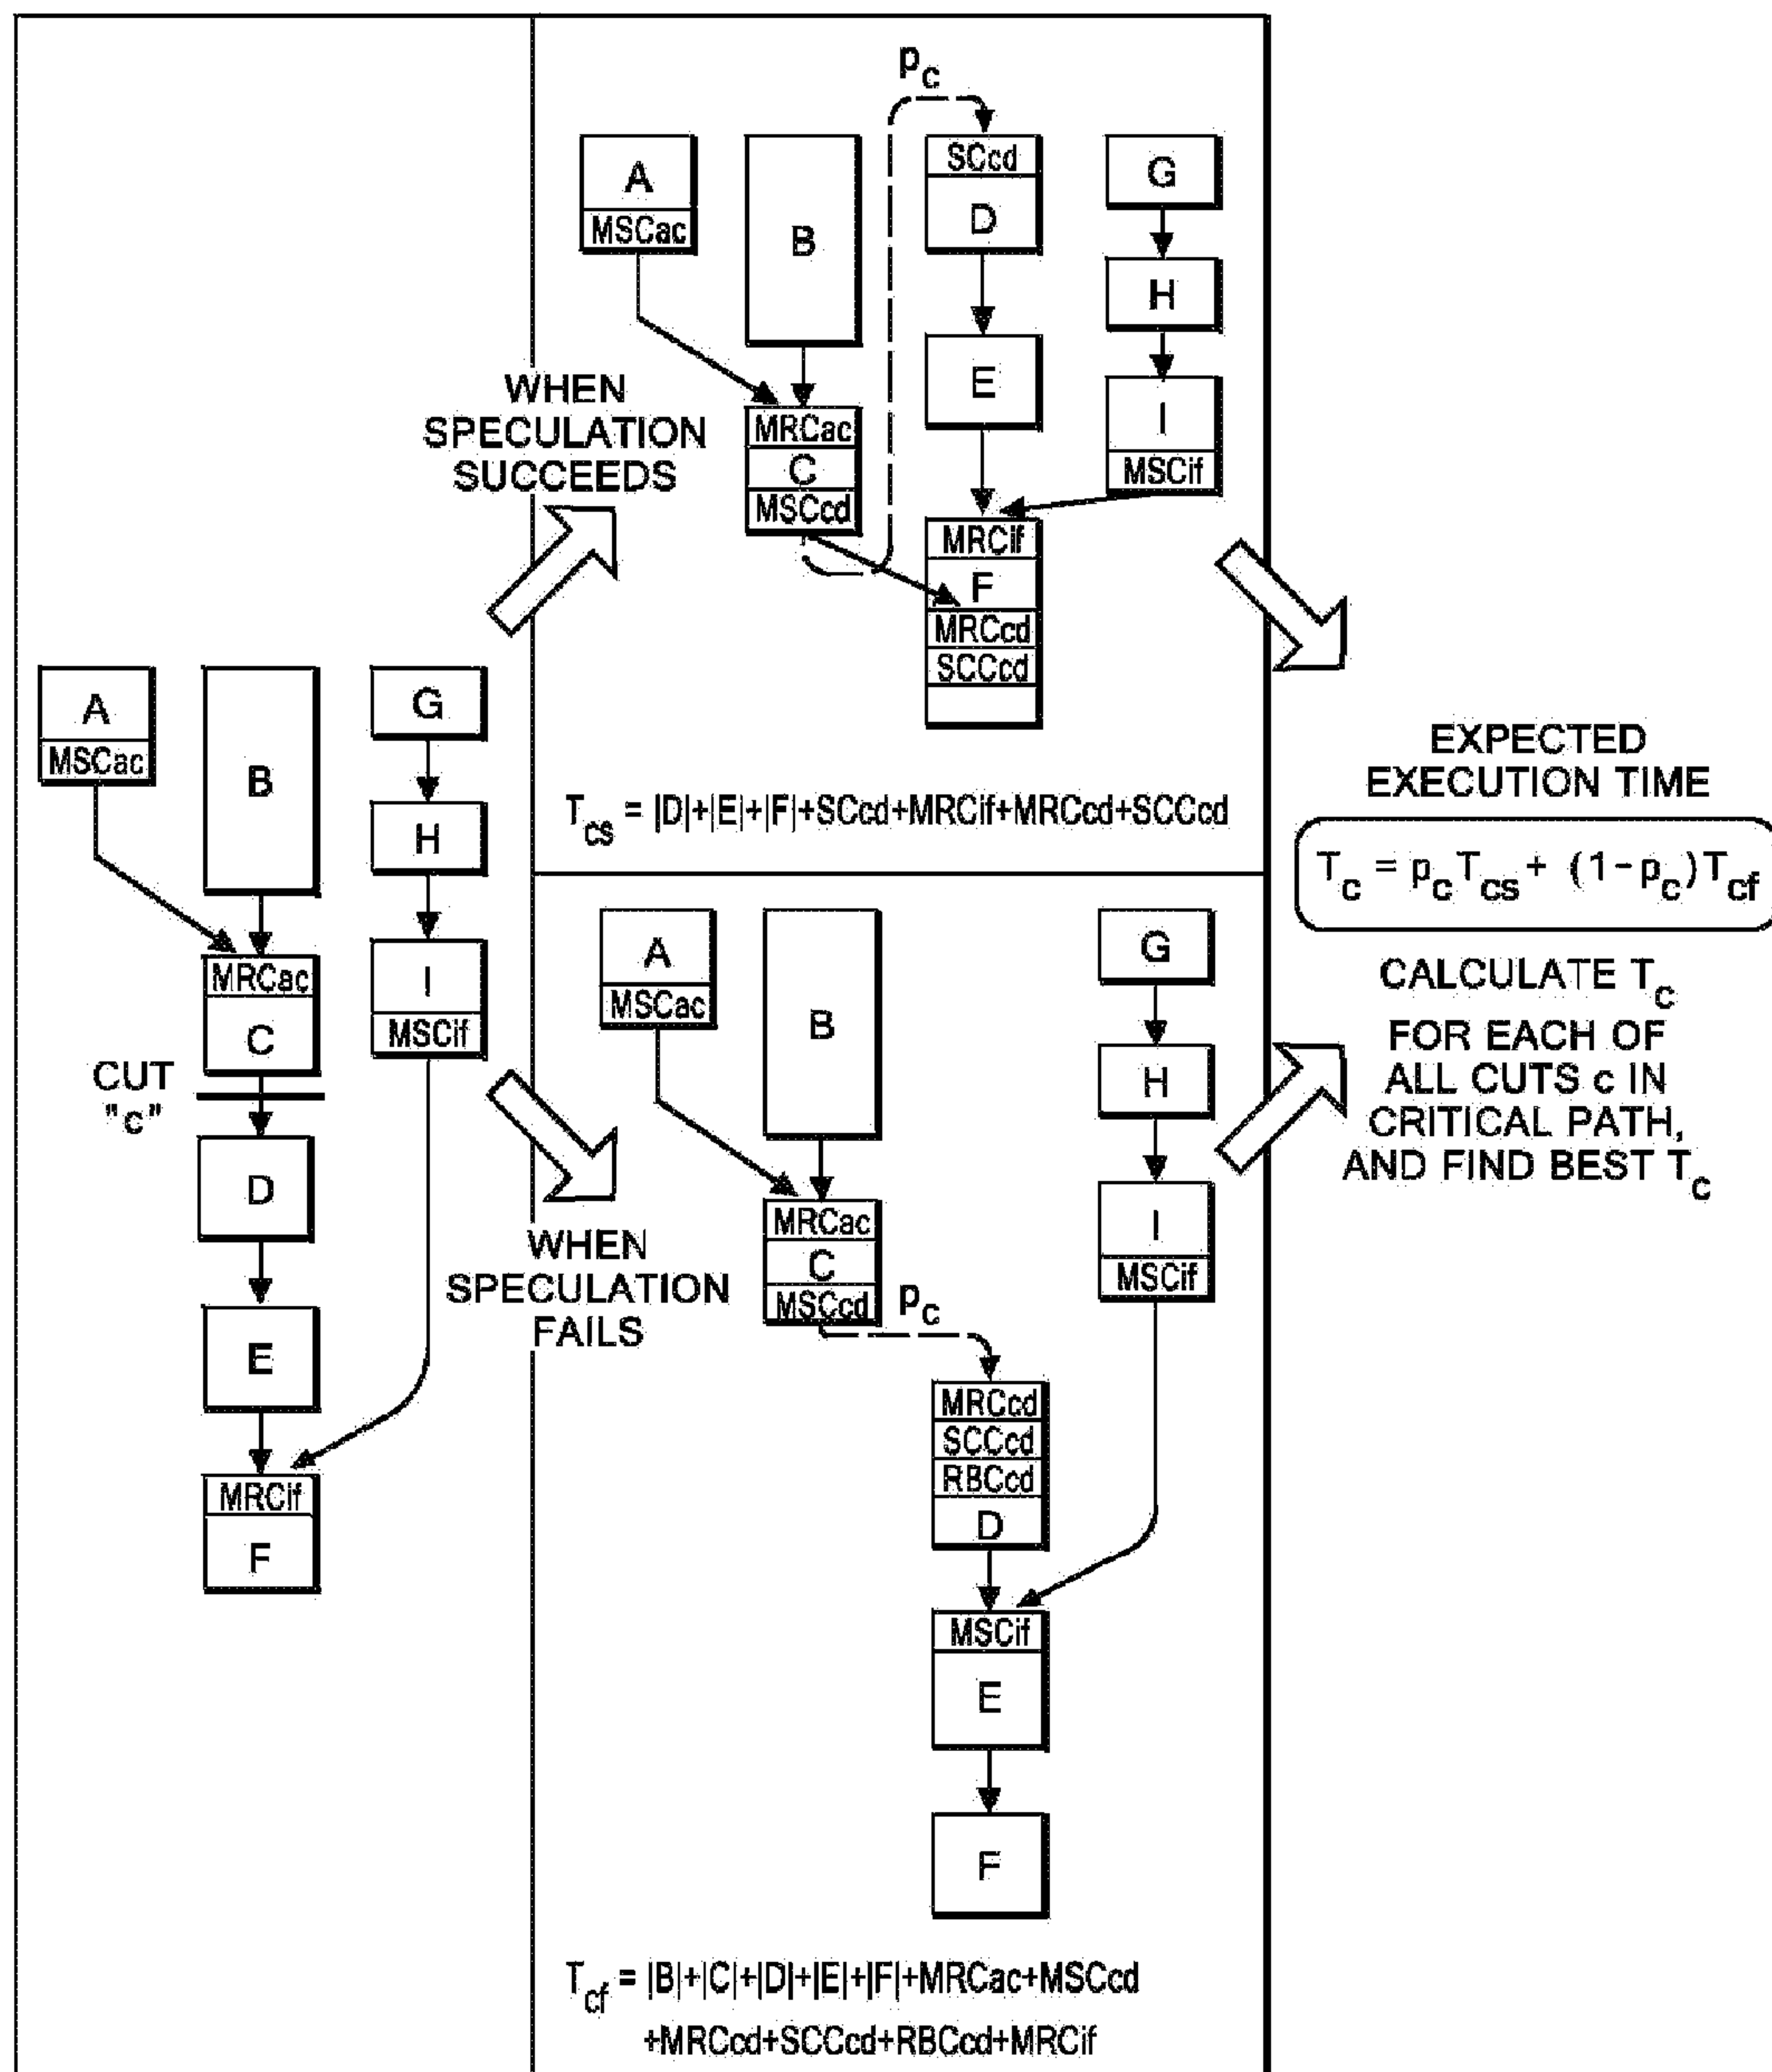 A
MSCac
B
G
H
I
MSCif
MRCac
C
CUT
"c"
D
E
MRCif
F
WHEN
SPECULATION
SUCCEEDS
pc
A
MSCac
B
MRCac
C
MSCcd
SCcd
D
E
MRCif
F
MRCcd
SCCcd
G
H
I
MSCif
Tcs = |D|+|E|+|F|+SCcd+MRCif+MRCcd+SCCcd
WHEN
SPECULATION
FAILS
A
MSCac
B
MRCac
C
MSCcd
pc
MRCcd
SCCcd
RBCcd
D
MSCif
E
F
G
H
I
MSCif
Tcf = |B|+|C|+|D|+|E|+|F|+MRCac+MSCcd
+MRCcd+SCCcd+RBCcd+MRCif
EXPECTED
EXECUTION TIME
Tc = pcTcs + (1-pc)Tcf
CALCULATE Tc
FOR EACH OF
ALL CUTS c IN
CRITICAL PATH,
AND FIND BEST Tc